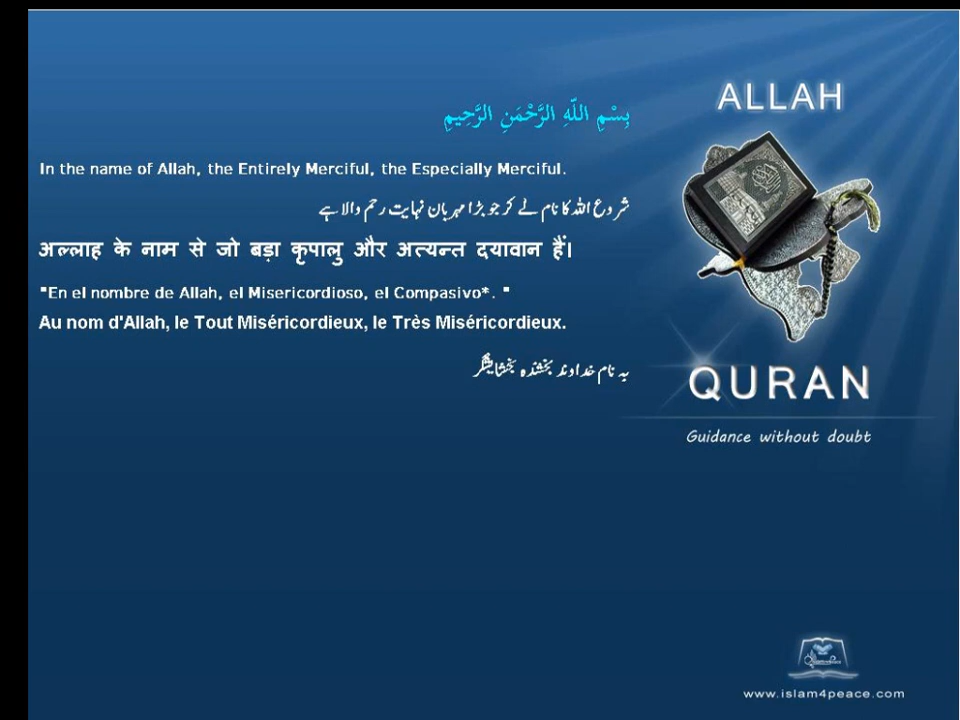 بِسْمِ اللّهِ الرَّحْمَنِ الرَّحِيمِ
In the name of Allah, the Entirely Merciful, the Especially Merciful.
شروع اللہ کا نام لے کر جو بڑا مہربان نہایت رحم والا ہے
अल्लाह के नाम से जो बड़ा कृपालु और अत्यन्त दयावान हैं।
"En el nombre de Allah, el Misericordioso, el Compasivo*. "
Au nom d'Allah, le Tout Miséricordieux, le Très Miséricordieux.
به نام خداوند بخشنده بخشایشگر
ALLAH
QURAN
Guidance without doubt
www.islam4peace.com